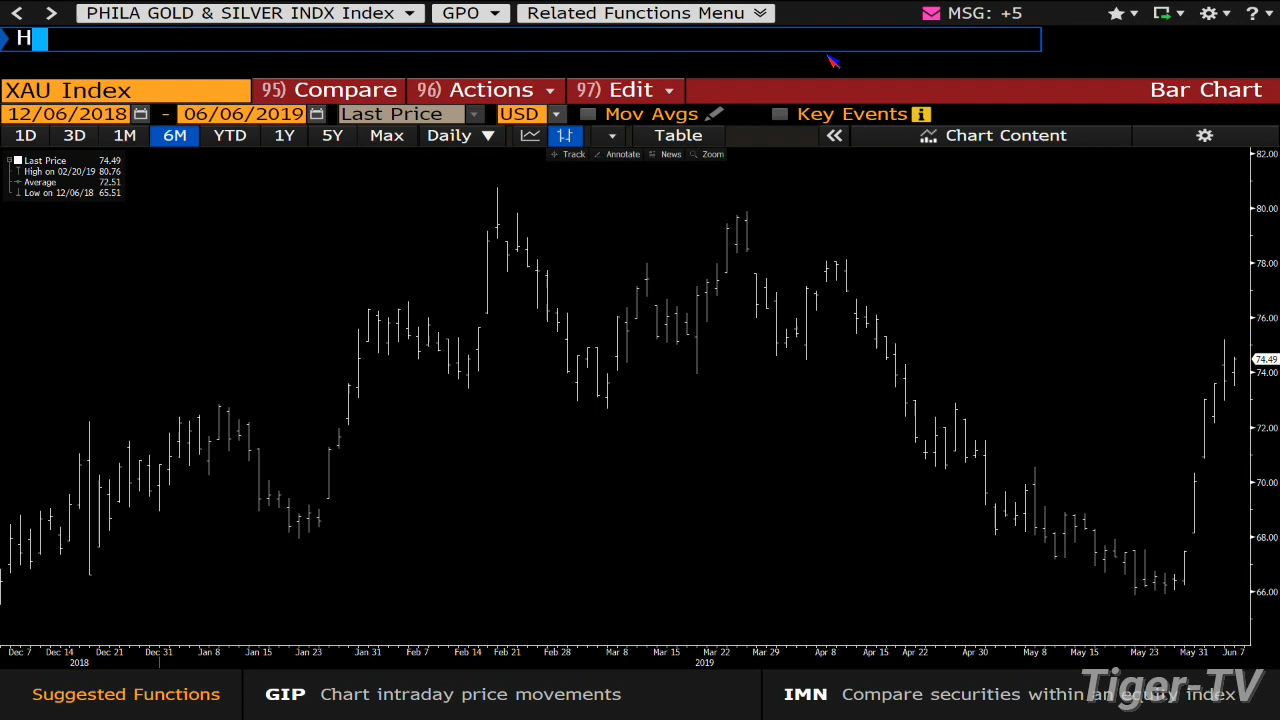 PHILA GOLD & SILVER INDX Index GPO Related Functions Menu MSG: +5 ?
H
XAU Index 95) Compare 96) Actions 97) Edit Bar Chart
12/06/2018 - 06/06/2019 Last Price USD Mov Avgs Key Events i
1D 3D 1M 6M YTD 1Y 5Y Max Daily Table Chart Content
Track Annotate News Zoom
Last Price 74.49
High on 02/20/19 80.76
Average 72.51
Low on 12/06/18 65.51
82.00
80.00
78.00
76.00
74.49
74.00
72.00
70.00
68.00
66.00
Dec 7 Dec 14 Dec 21 Dec 31 Jan 8 Jan 15 Jan 23 Jan 31 Feb 7 Feb 14 Feb 21 Feb 28 Mar 8 Mar 15 Mar 22 Mar 29 Apr 8 Apr 15 Apr 22 Apr 30 May 8 May 15 May 23 May 31 Jun 7
2018 2019
Suggested Functions GIP Chart intraday price movements IMN Compare securities within an equity index
Tiger-TV